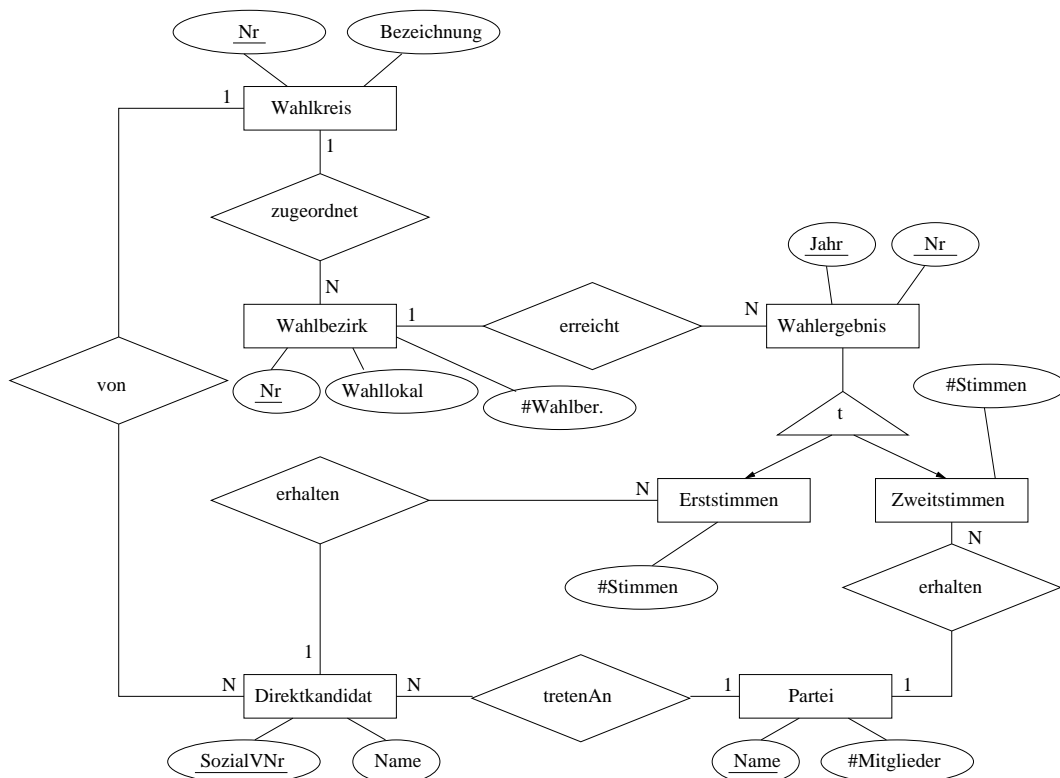 Nr
Bezeichnung
1
Wahlkreis
1
zugeordnet
Jahr
Nr
N
1
N
Wahlbezirk
erreicht
Wahlergebnis
von
Nr
Wahllokal
#Wahlber.
#Stimmen
t
erhalten
N
Erststimmen
Zweitstimmen
N
#Stimmen
erhalten
1
N
Direktkandidat
N
tretenAn
1
Partei
1
SozialVNr
Name
Name
#Mitglieder